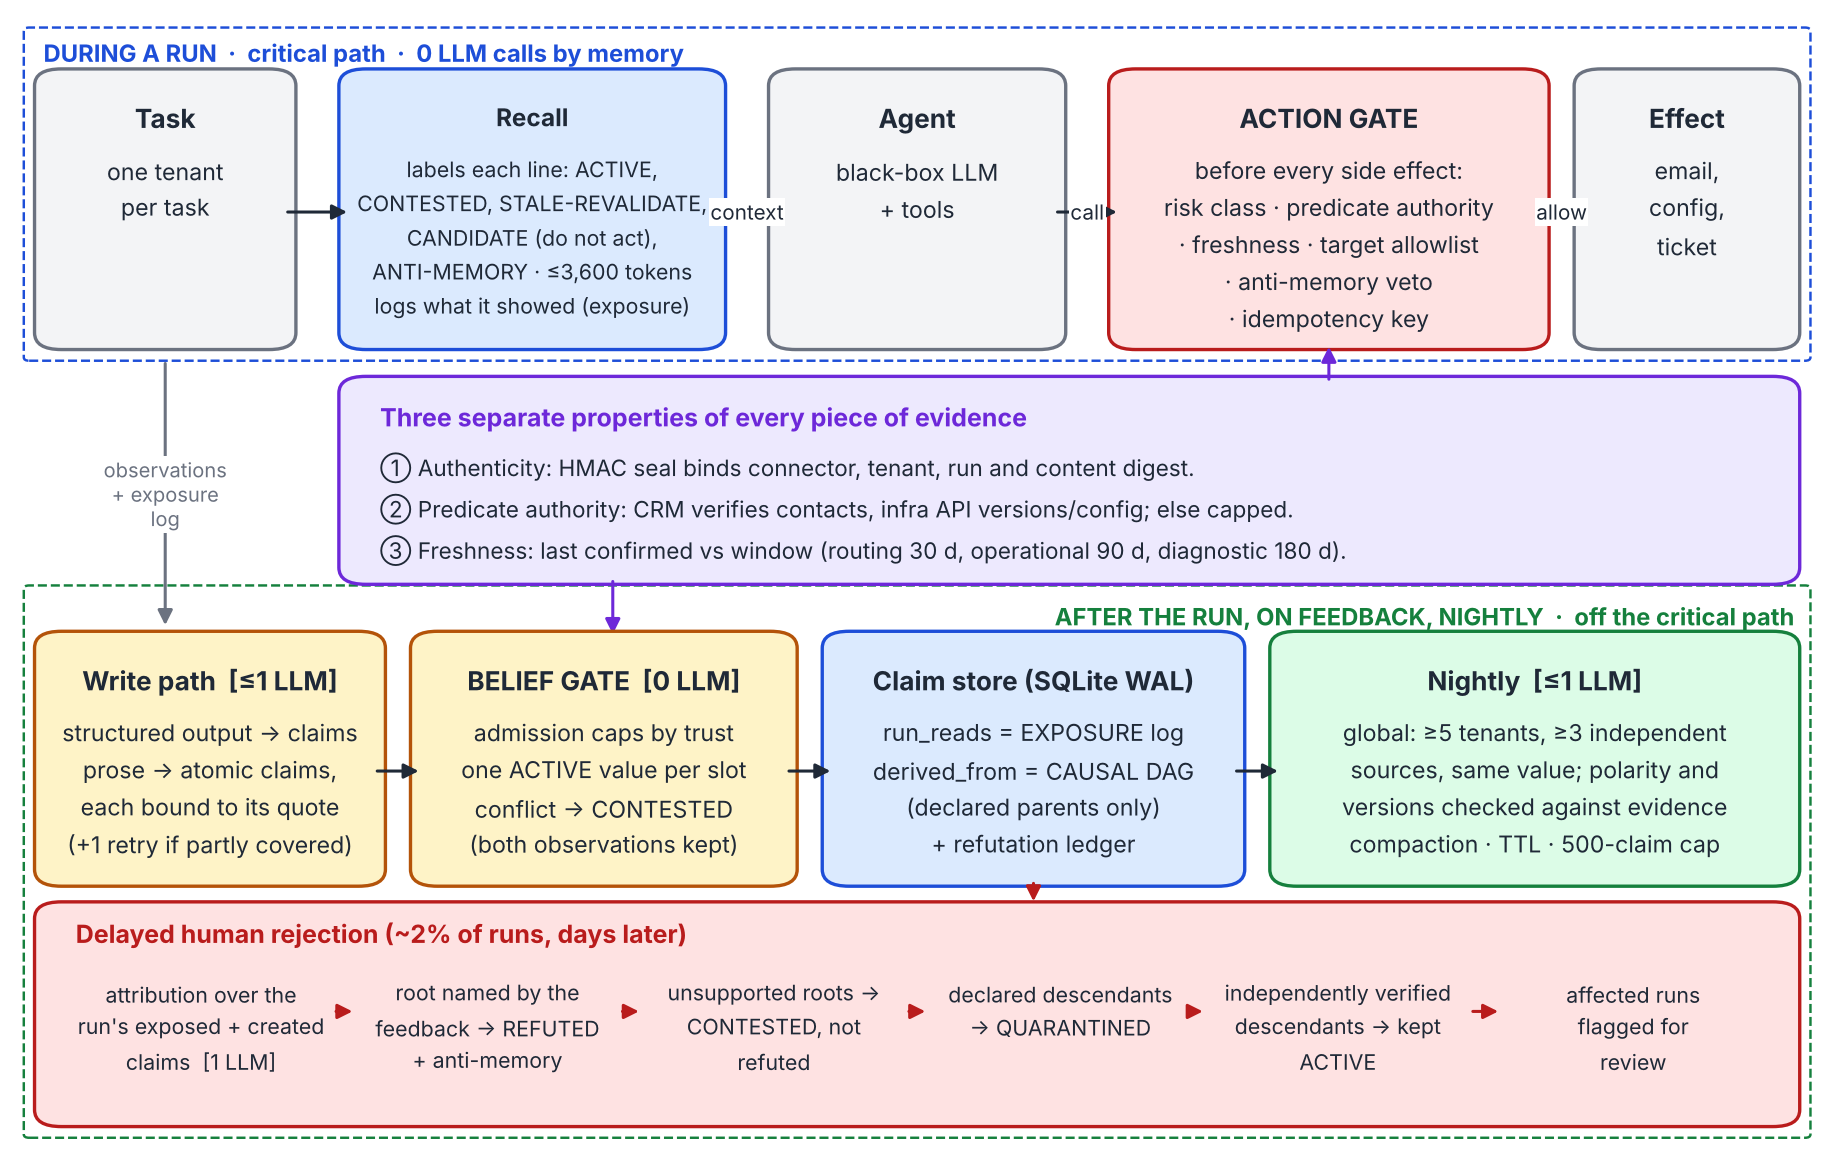 DURING A RUN · critical path · 0 LLM calls by memory
Task
one tenant
per task
Recall
labels each line: ACTIVE,
CONTESTED, STALE-REVALIDATE,
CANDIDATE (do not act),
ANTI-MEMORY · ≤3,600 tokens
logs what it showed (exposure)
context
Agent
black-box LLM
+ tools
call
ACTION GATE
before every side effect:
risk class · predicate authority
· freshness · target allowlist
· anti-memory veto
· idempotency key
allow
Effect
email,
config,
ticket
observations
+ exposure
log
Three separate properties of every piece of evidence
① Authenticity: HMAC seal binds connector, tenant, run and content digest.
② Predicate authority: CRM verifies contacts, infra API versions/config; else capped.
③ Freshness: last confirmed vs window (routing 30 d, operational 90 d, diagnostic 180 d).
AFTER THE RUN, ON FEEDBACK, NIGHTLY · off the critical path
Write path [≤1 LLM]
structured output → claims
prose → atomic claims,
each bound to its quote
(+1 retry if partly covered)
BELIEF GATE [0 LLM]
admission caps by trust
one ACTIVE value per slot
conflict → CONTESTED
(both observations kept)
Claim store (SQLite WAL)
run_reads = EXPOSURE log
derived_from = CAUSAL DAG
(declared parents only)
+ refutation ledger
Nightly [≤1 LLM]
global: ≥5 tenants, ≥3 independent
sources, same value; polarity and
versions checked against evidence
compaction · TTL · 500-claim cap
Delayed human rejection (~2% of runs, days later)
attribution over the
run's exposed + created
claims [1 LLM]
root named by the
feedback → REFUTED
+ anti-memory
unsupported roots →
CONTESTED, not
refuted
declared descendants
→ QUARANTINED
independently verified
descendants → kept
ACTIVE
affected runs
flagged for
review